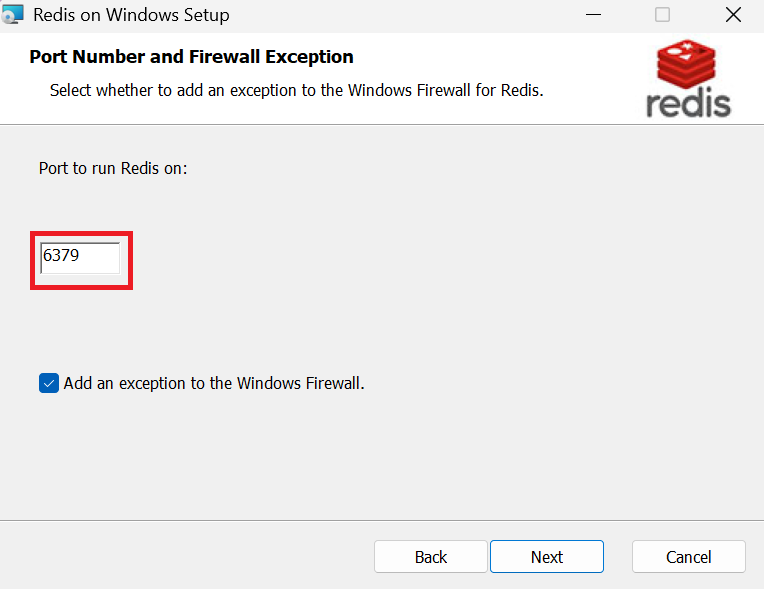 Redis on Windows Setup
Port Number and Firewall Exception
Select whether to add an exception to the Windows Firewall for Redis.
redis
Port to run Redis on:
6379
Add an exception to the Windows Firewall.
Back Next Cancel